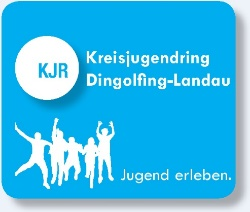 KJR
Kreisjugendring
Dingolfing-Landau
Jugend erleben.